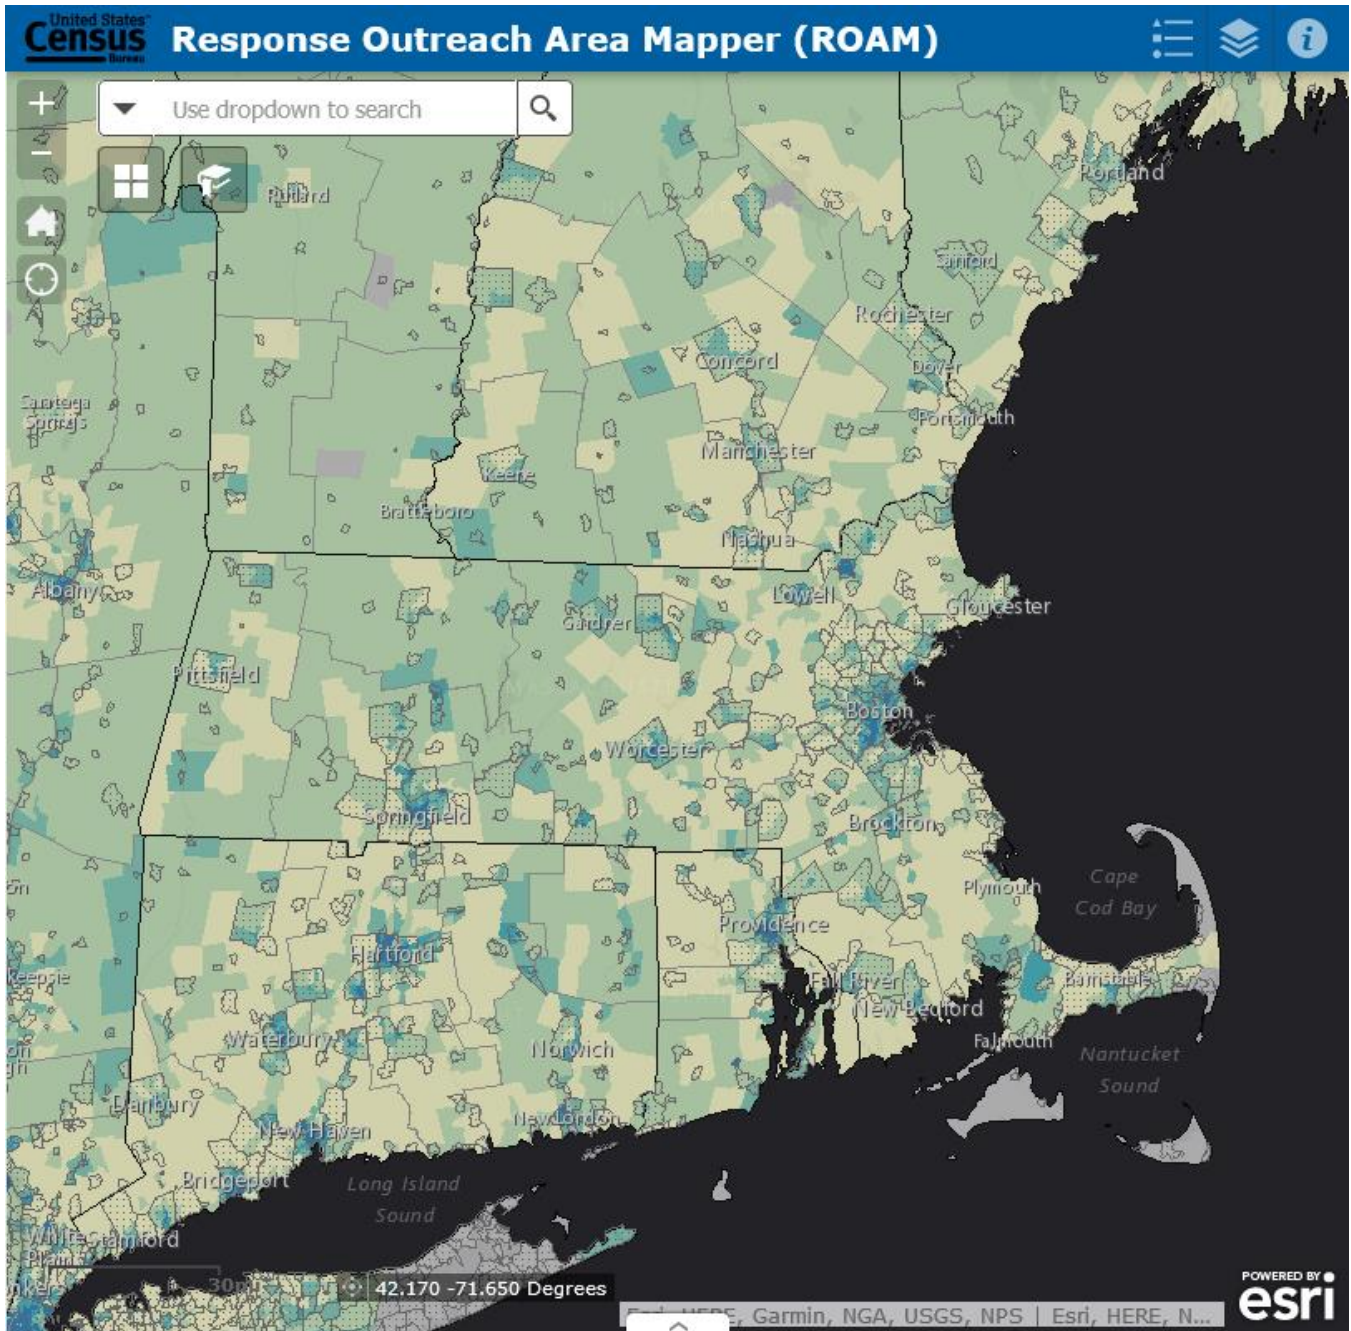 United States®
Census
Bureau
Response Outreach Area Mapper (ROAM)
Use dropdown to search
Rutland
Portland
Sanford
Rochester
Concord
Dover
Saratoga
Springs
Portsmouth
Manchester
Keene
Brattleboro
Nashua
Albany
Lowell
Gloucester
Gardner
Pittsfield
Boston
Worcester
Springfield
Brockton
Plymouth
Cape
Cod Bay
Providence
Hartford
keepsie
Fall River
Barnstable
New Bedford
Waterbury
Norwich
Falmouth
Nantucket
Sound
Danbury
New London
New Haven
Bridgeport
Long Island
Sound
White
Plains
Stamford
nkers
30mi
42.170 -71.650 Degrees
POWERED BY
esri
Esri, HERE, Garmin, NGA, USGS, NPS | Esri, HERE, N...